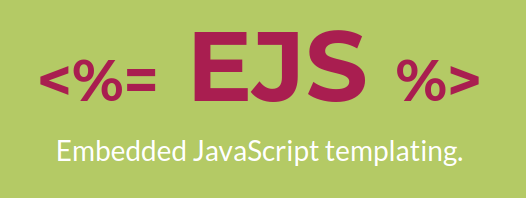 <%= EJS %>
Embedded JavaScript templating.